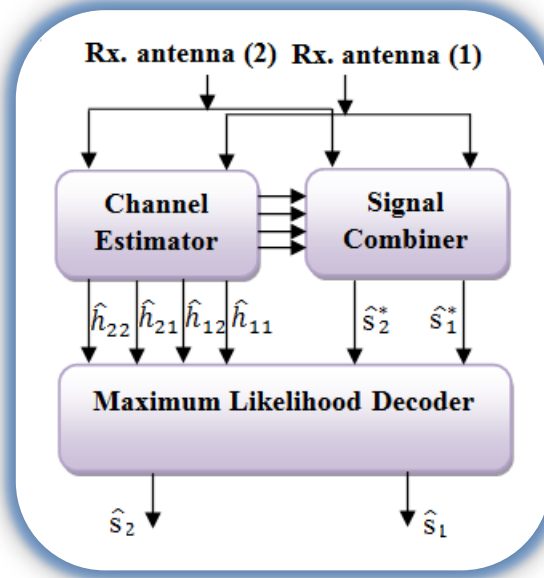 Rx. antenna (2) Rx. antenna (1)
Channel Estimator
Signal Combiner
ĥ₂₂ ĥ₂₁ ĥ₁₂ ĥ₁₁ ŝ₂* ŝ₁*
Maximum Likelihood Decoder
ŝ₂ ŝ₁